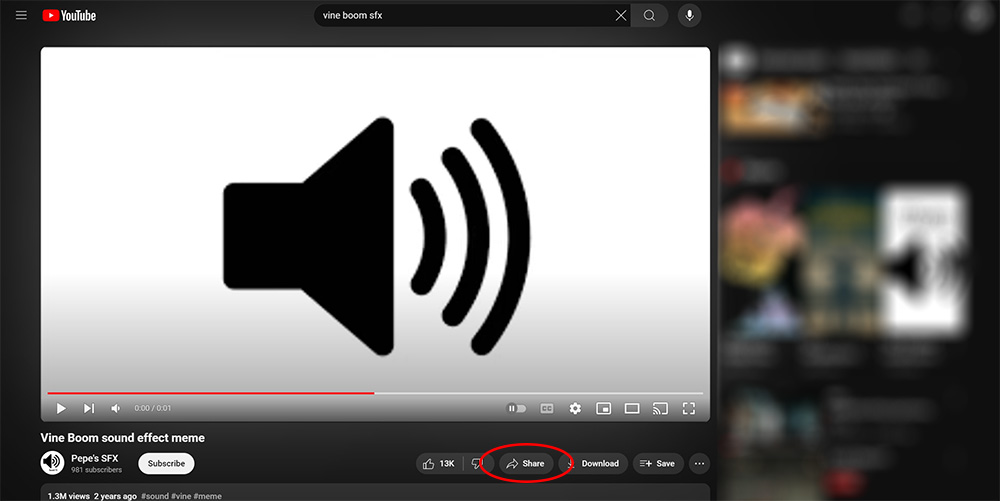 YouTube
vine boom sfx
0:00 / 0:01
CC
Vine Boom sound effect meme
Pepe's SFX
981 subscribers
Subscribe
13K
Share
Download
Save
1.3M views 2 years ago #sound #vine #meme